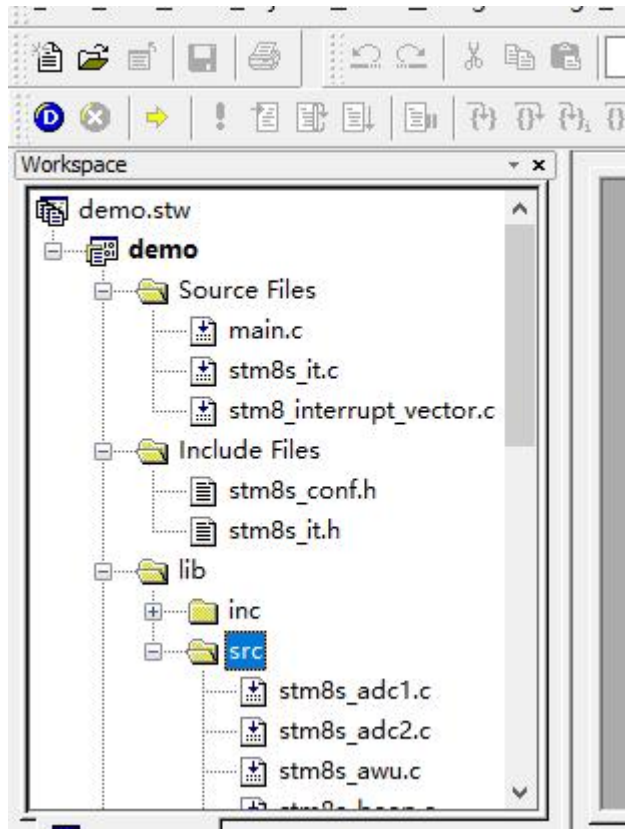 Workspace
demo.stw
demo
Source Files
main.c
stm8s_it.c
stm8_interrupt_vector.c
Include Files
stm8s_conf.h
stm8s_it.h
lib
inc
src
stm8s_adc1.c
stm8s_adc2.c
stm8s_awu.c